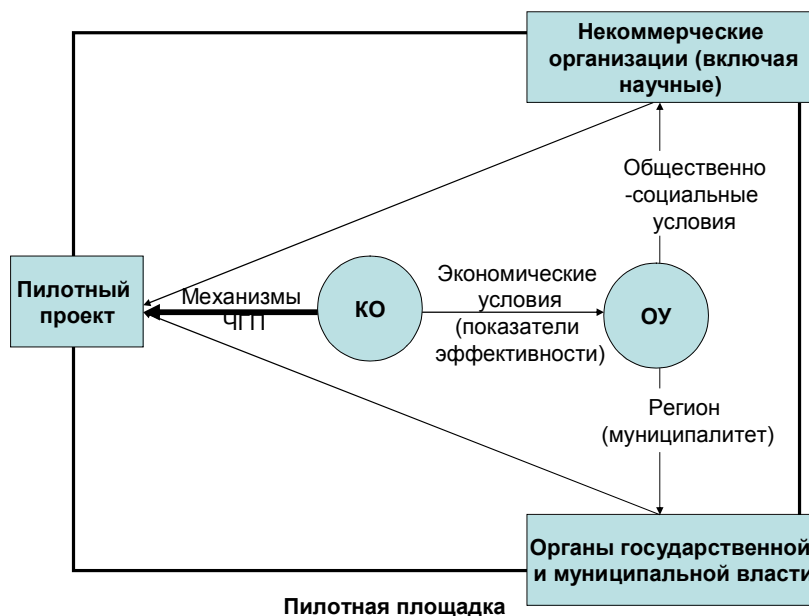 Некоммерческие
организации (включая
научные)
Общественно
-социальные
условия
Пилотный
проект
Механизмы
ЧГП
КО
Экономические
условия
(показатели
эффективности)
ОУ
Регион
(муниципалитет)
Органы государственной
и муниципальной власти
Пилотная площадка